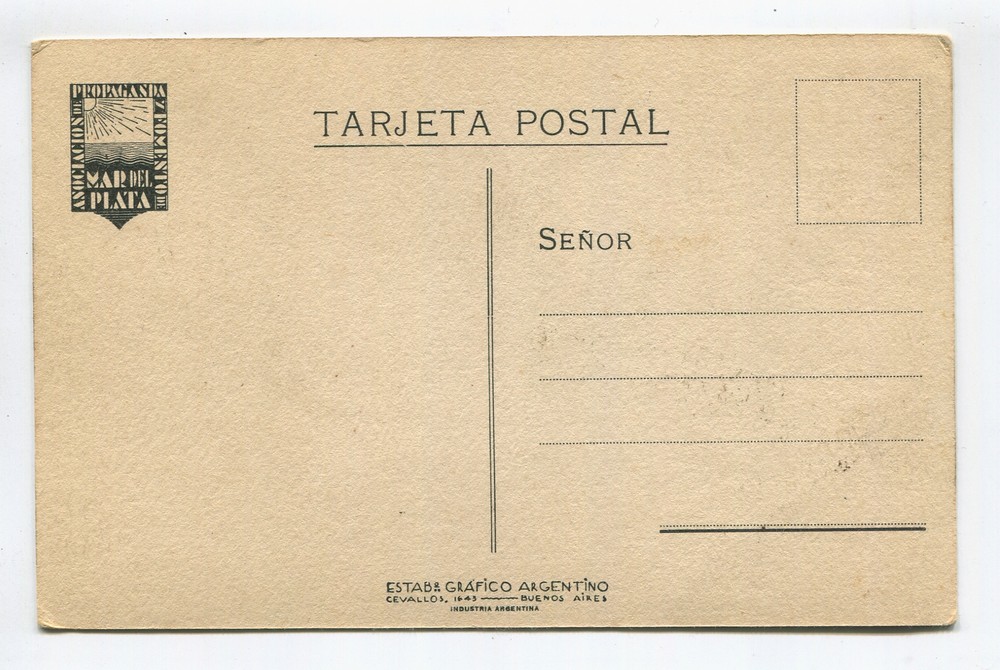 ASOCIACION DE PROPAGANDA Y FOMENTO DE
MAR DEL
PLATA
TARJETA POSTAL
SEÑOR
ESTABº. GRÁFICO ARGENTINO
CEVALLOS, 1643 — BUENOS AIRES
INDUSTRIA ARGENTINA